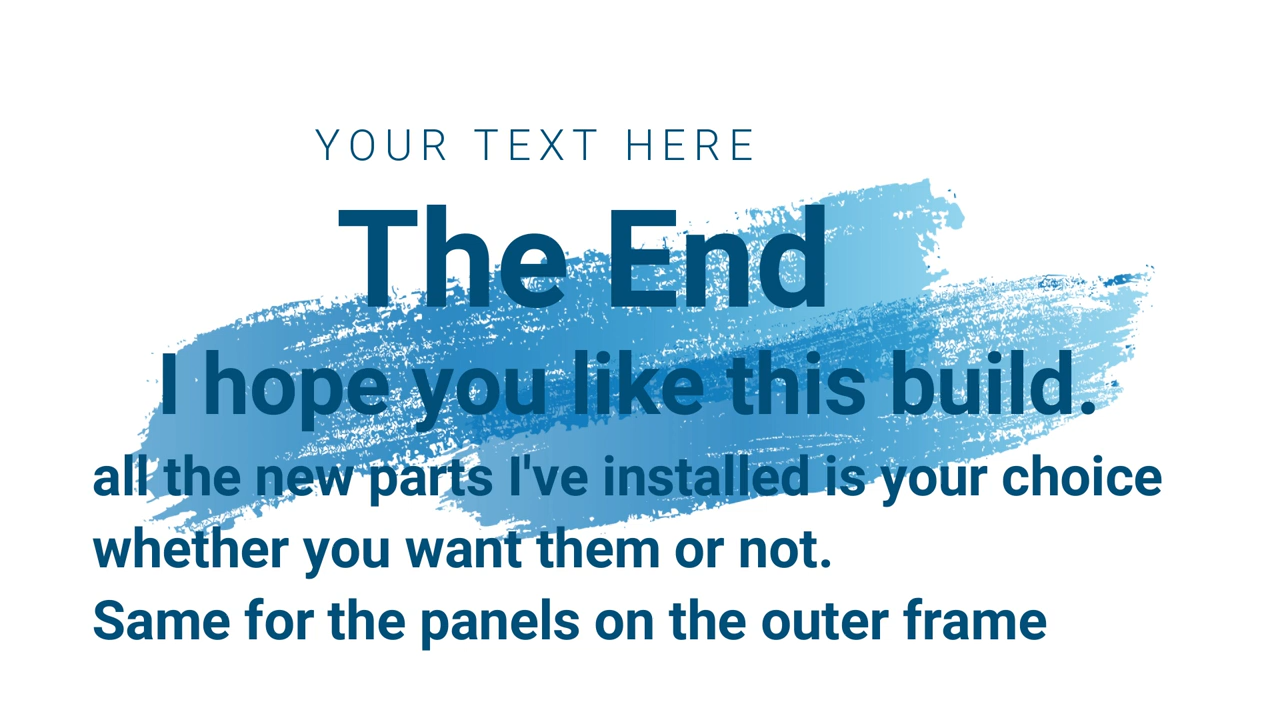 YOUR TEXT HERE
The End
I hope you like this build.
all the new parts I've installed is your choice
whether you want them or not.
Same for the panels on the outer frame